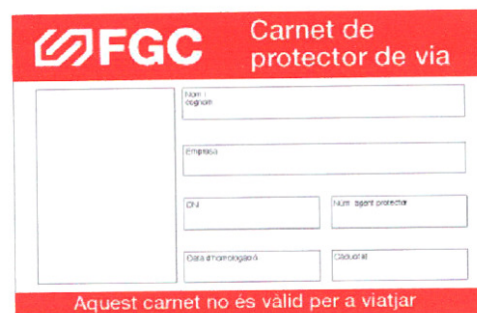 FGC
Carnet de
protector de via
Nom i
cognom
Empresa
DNI
Núm. agent protector
Data d'homologació
Caducitat
Aquest carnet no és vàlid per a viatjar